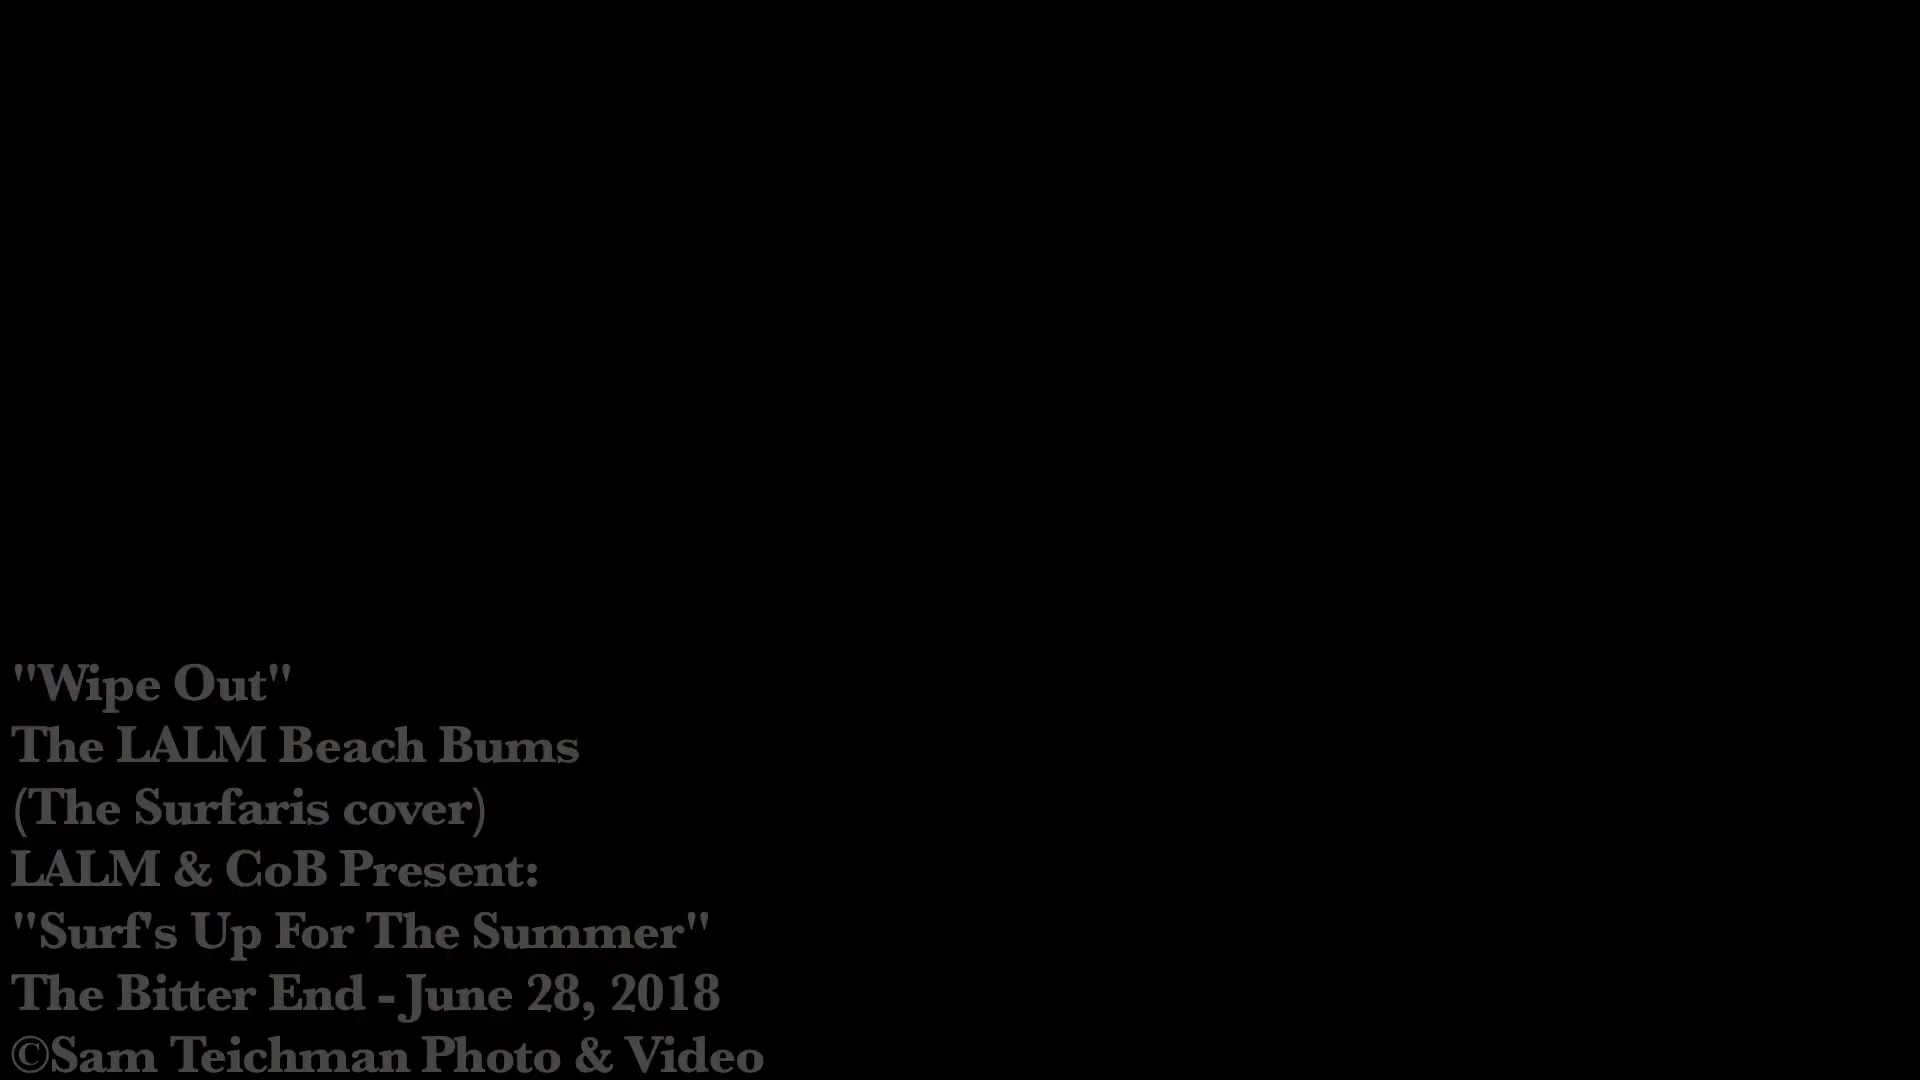 "Wipe Out"
The LALM Beach Bums
(The Surfaris cover)
LALM & CoB Present:
"Surf's Up For The Summer"
The Bitter End - June 28, 2018
©Sam Teichman Photo & Video